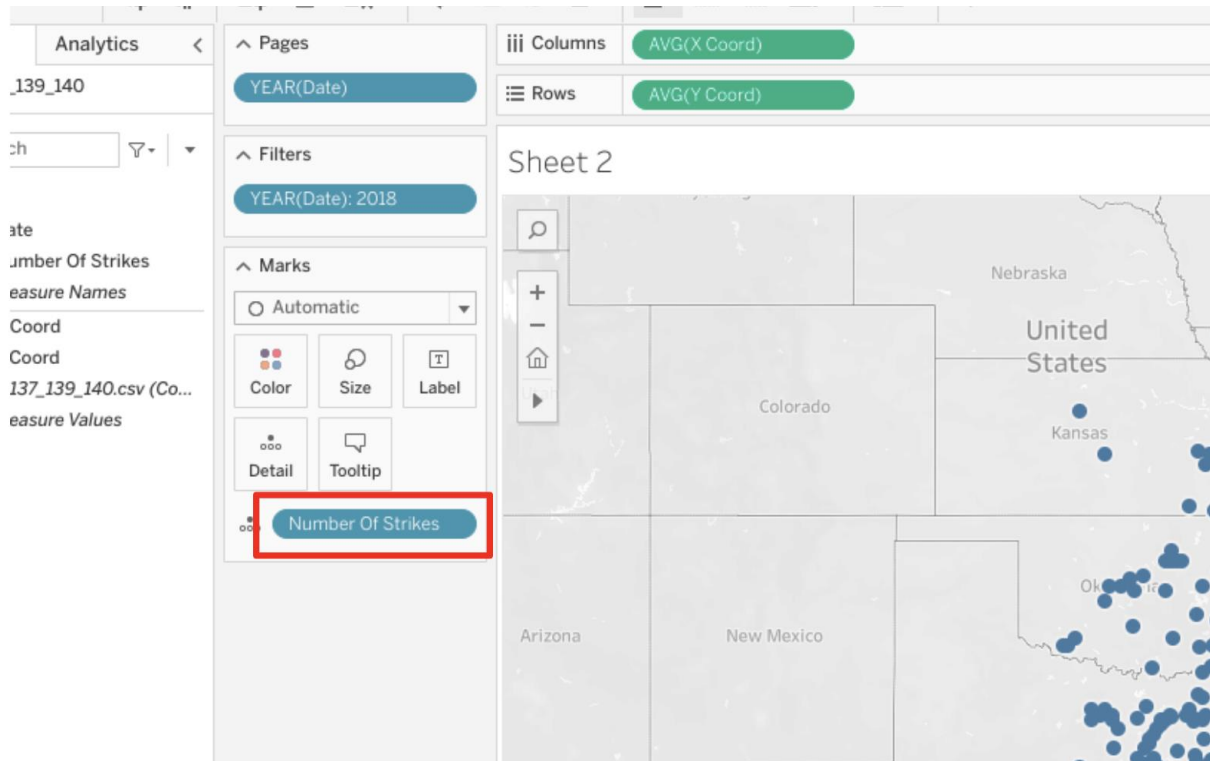 Analytics
_139_140
ch
ate
umber Of Strikes
easure Names
Coord
Coord
137_139_140.csv (Co...
easure Values
Pages
YEAR(Date)
Filters
YEAR(Date): 2018
Marks
Automatic
Color
Size
T
Label
Detail
Tooltip
Number Of Strikes
iii Columns
AVG(X Coord)
Rows
AVG(Y Coord)
Sheet 2
Nebraska
United
States
Colorado
Kansas
Arizona
New Mexico